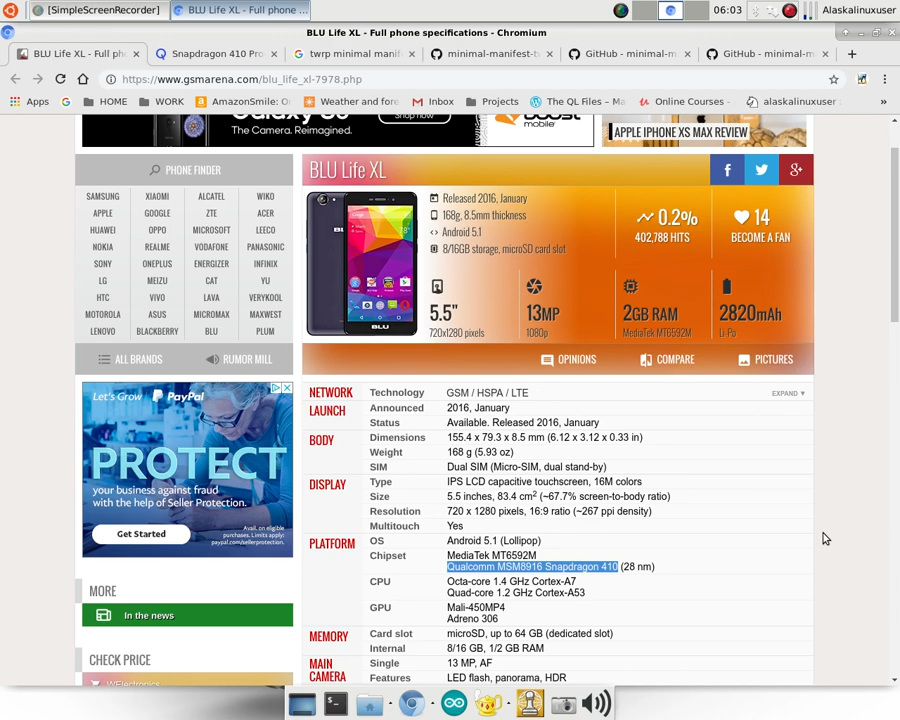 [SimpleScreenRecorder]
BLU Life XL - Full phone ...
06:03
Alaskalinuxuser
BLU Life XL - Full phone specifications - Chromium
BLU Life XL - Full ph
Snapdragon 410 Pro
twrp minimal manif
minimal-manifest-tw
GitHub - minimal-m
GitHub - minimal-m
https://www.gsmarena.com/blu_life_xl-7978.php
Apps
HOME
WORK
AmazonSmile: O
Weather and fore
Inbox
Projects
The QL Files – Ma
Online Courses -
alaskalinuxuser
»
The Camera. Reimagined.
Shop now
boost
mobile
APPLE IPHONE XS MAX REVIEW
PHONE FINDER
SAMSUNG XIAOMI ALCATEL WIKO
APPLE GOOGLE ZTE ACER
HUAWEI OPPO MICROSOFT LEECO
NOKIA REALME VODAFONE PANASONIC
SONY ONEPLUS ENERGIZER INFINIX
LG MEIZU CAT YU
HTC VIVO LAVA VERYKOOL
MOTOROLA ASUS MICROMAX MAXWEST
LENOVO BLACKBERRY BLU PLUM
ALL BRANDS RUMOR MILL
BLU Life XL
Released 2016, January
168g, 8.5mm thickness
Android 5.1
8/16GB storage, microSD card slot
0.2%
402,788 HITS
14
BECOME A FAN
BLU
5.5"
720x1280 pixels
13MP
1080p
2GB RAM
MediaTek MT6592M
2820mAh
Li-Po
OPINIONS COMPARE PICTURES
Let's Grow PayPal
PROTECT
your business against fraud
with the help of Seller Protection.
Get Started
Avail. on eligible
purchases. Limits apply:
paypal.com/sellerprotection.
MORE
In the news
CHECK PRICE
WElectronics
NETWORK Technology GSM / HSPA / LTE EXPAND ▼
LAUNCH Announced 2016, January
Status Available. Released 2016, January
BODY Dimensions 155.4 x 79.3 x 8.5 mm (6.12 x 3.12 x 0.33 in)
Weight 168 g (5.93 oz)
SIM Dual SIM (Micro-SIM, dual stand-by)
DISPLAY Type IPS LCD capacitive touchscreen, 16M colors
Size 5.5 inches, 83.4 cm2 (~67.7% screen-to-body ratio)
Resolution 720 x 1280 pixels, 16:9 ratio (~267 ppi density)
Multitouch Yes
PLATFORM OS Android 5.1 (Lollipop)
Chipset MediaTek MT6592M
Qualcomm MSM8916 Snapdragon 410 (28 nm)
CPU Octa-core 1.4 GHz Cortex-A7
Quad-core 1.2 GHz Cortex-A53
GPU Mali-450MP4
Adreno 306
MEMORY Card slot microSD, up to 64 GB (dedicated slot)
Internal 8/16 GB, 1/2 GB RAM
MAIN CAMERA Single 13 MP, AF
Features LED flash, panorama, HDR